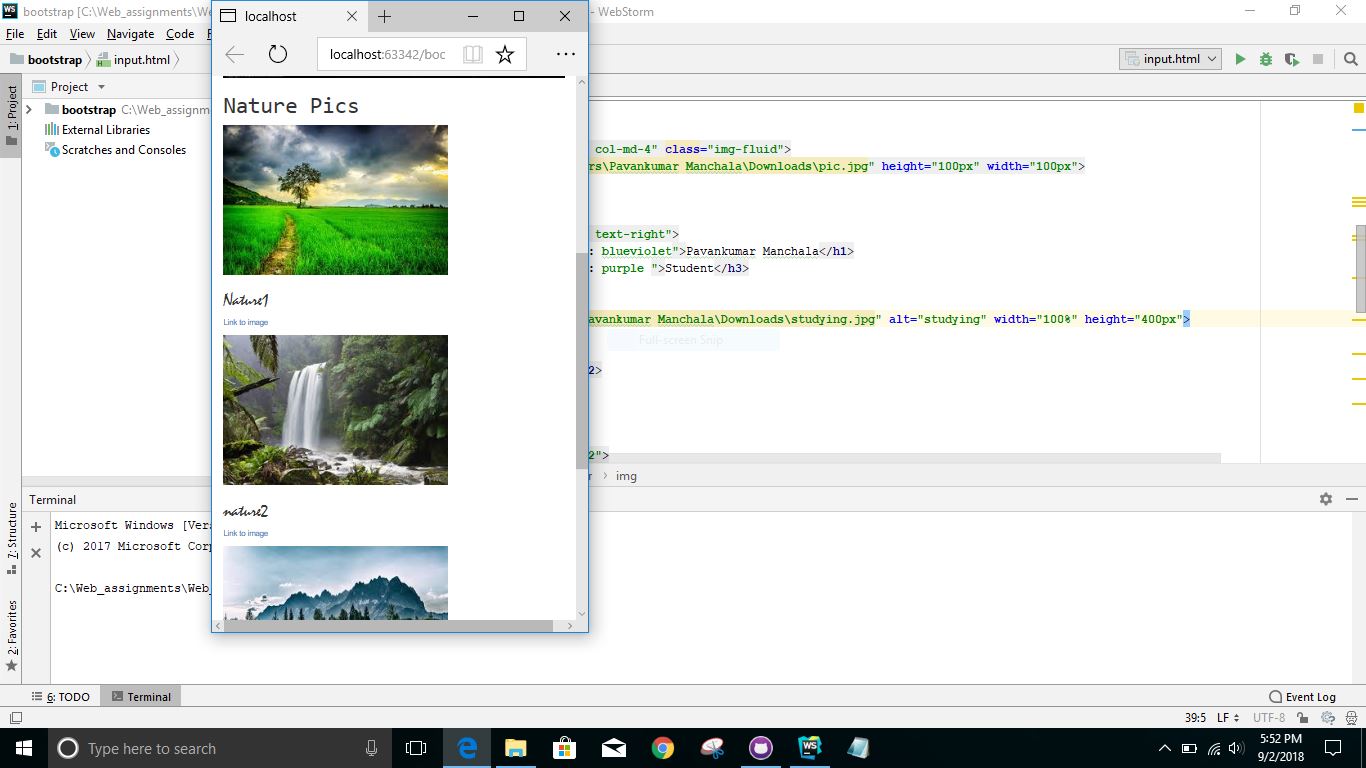 bootstrap [C:\Web_assignments\We
- WebStorm
File Edit View Navigate Code
bootstrap input.html
input.html
localhost
localhost:63342/boc
1: Project
Project
bootstrap C:\Web_assignm
External Libraries
Scratches and Consoles
Nature Pics
Nature1
Link to image
nature2
Link to image
col-md-4" class="img-fluid">
rs\Pavankumar Manchala\Downloads\pic.jpg" height="100px" width="100px">
text-right">
: blueviolet">Pavankumar Manchala</h1>
: purple ">Student</h3>
avankumar Manchala\Downloads\studying.jpg" alt="studying" width="100%" height="400px">
Full-screen Snip
2>
2">
r › img
7: Structure
2: Favorites
Terminal
Microsoft Windows [Vers
(c) 2017 Microsoft Corp
C:\Web_assignments\Web_
6: TODO Terminal
Event Log
39:5 LF UTF-8
Type here to search
5:52 PM
9/2/2018